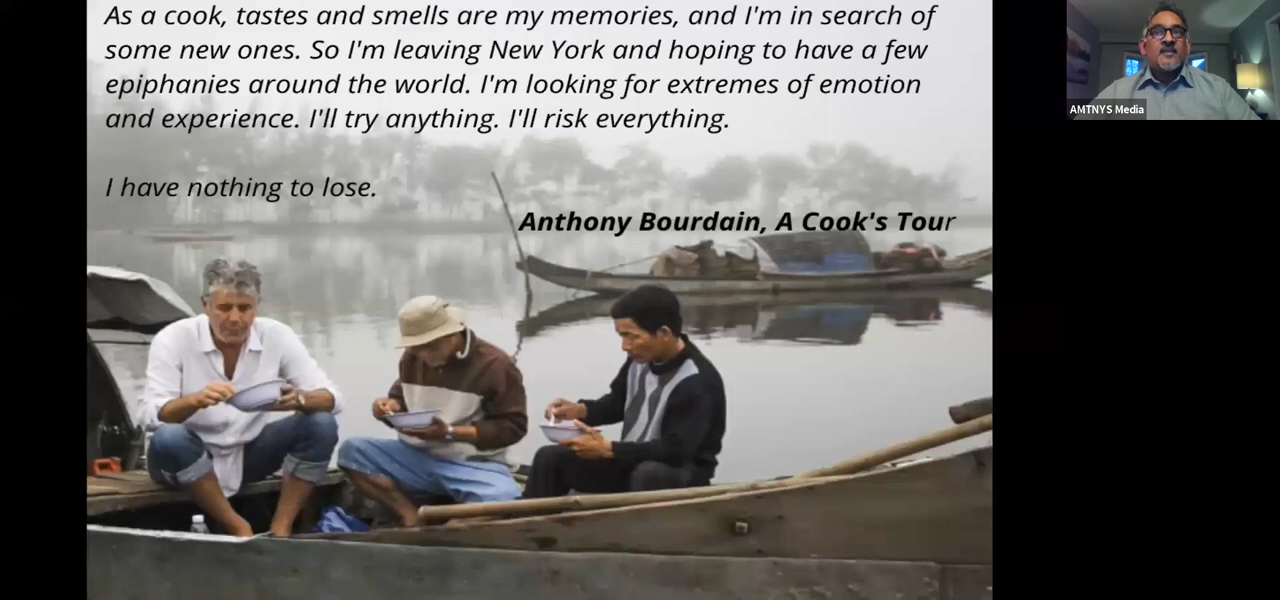 As a cook, tastes and smells are my memories, and I'm in search of
some new ones. So I'm leaving New York and hoping to have a few
epiphanies around the world. I'm looking for extremes of emotion
and experience. I'll try anything. I'll risk everything.
I have nothing to lose.
Anthony Bourdain, A Cook's Tour
AMTNYS Media